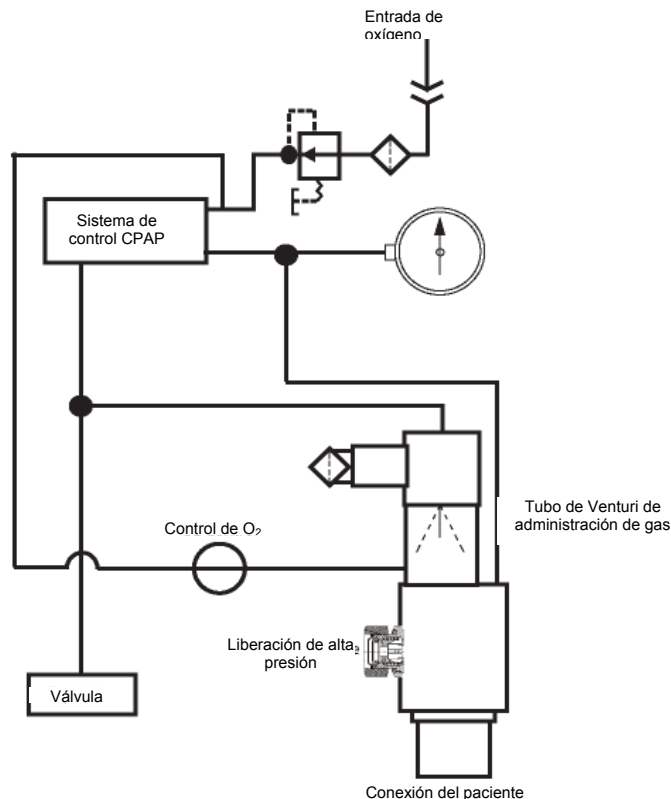 Entrada de
oxígeno
Sistema de
control CPAP
Tubo de Venturi de
administración de gas
Control de O₂
Liberación de alta
presión
Válvula
Conexión del paciente